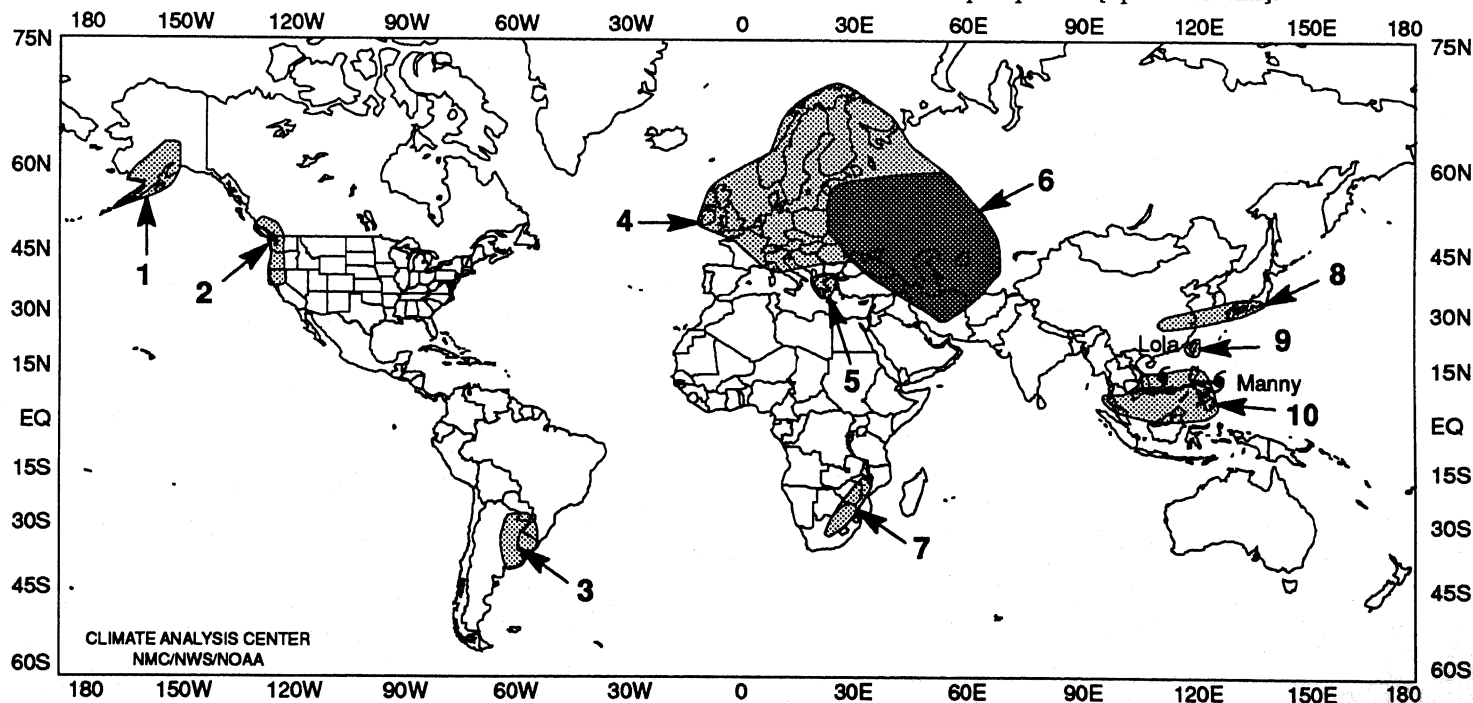 180 150W 120W 90W 60W 30W 0 30E 60E 90E 120E 150E 180
75N 75N
60N 60N
6
4
45N 45N
1
2
8
30N 30N
Lola 9
15N 15N
5
Manny
10
EQ EQ
15S 15S
30S 30S
7
3
45S 45S
CLIMATE ANALYSIS CENTER
NMC/NWS/NOAA
60S 60S
180 150W 120W 90W 60W 30W 0 30E 60E 90E 120E 150E 180